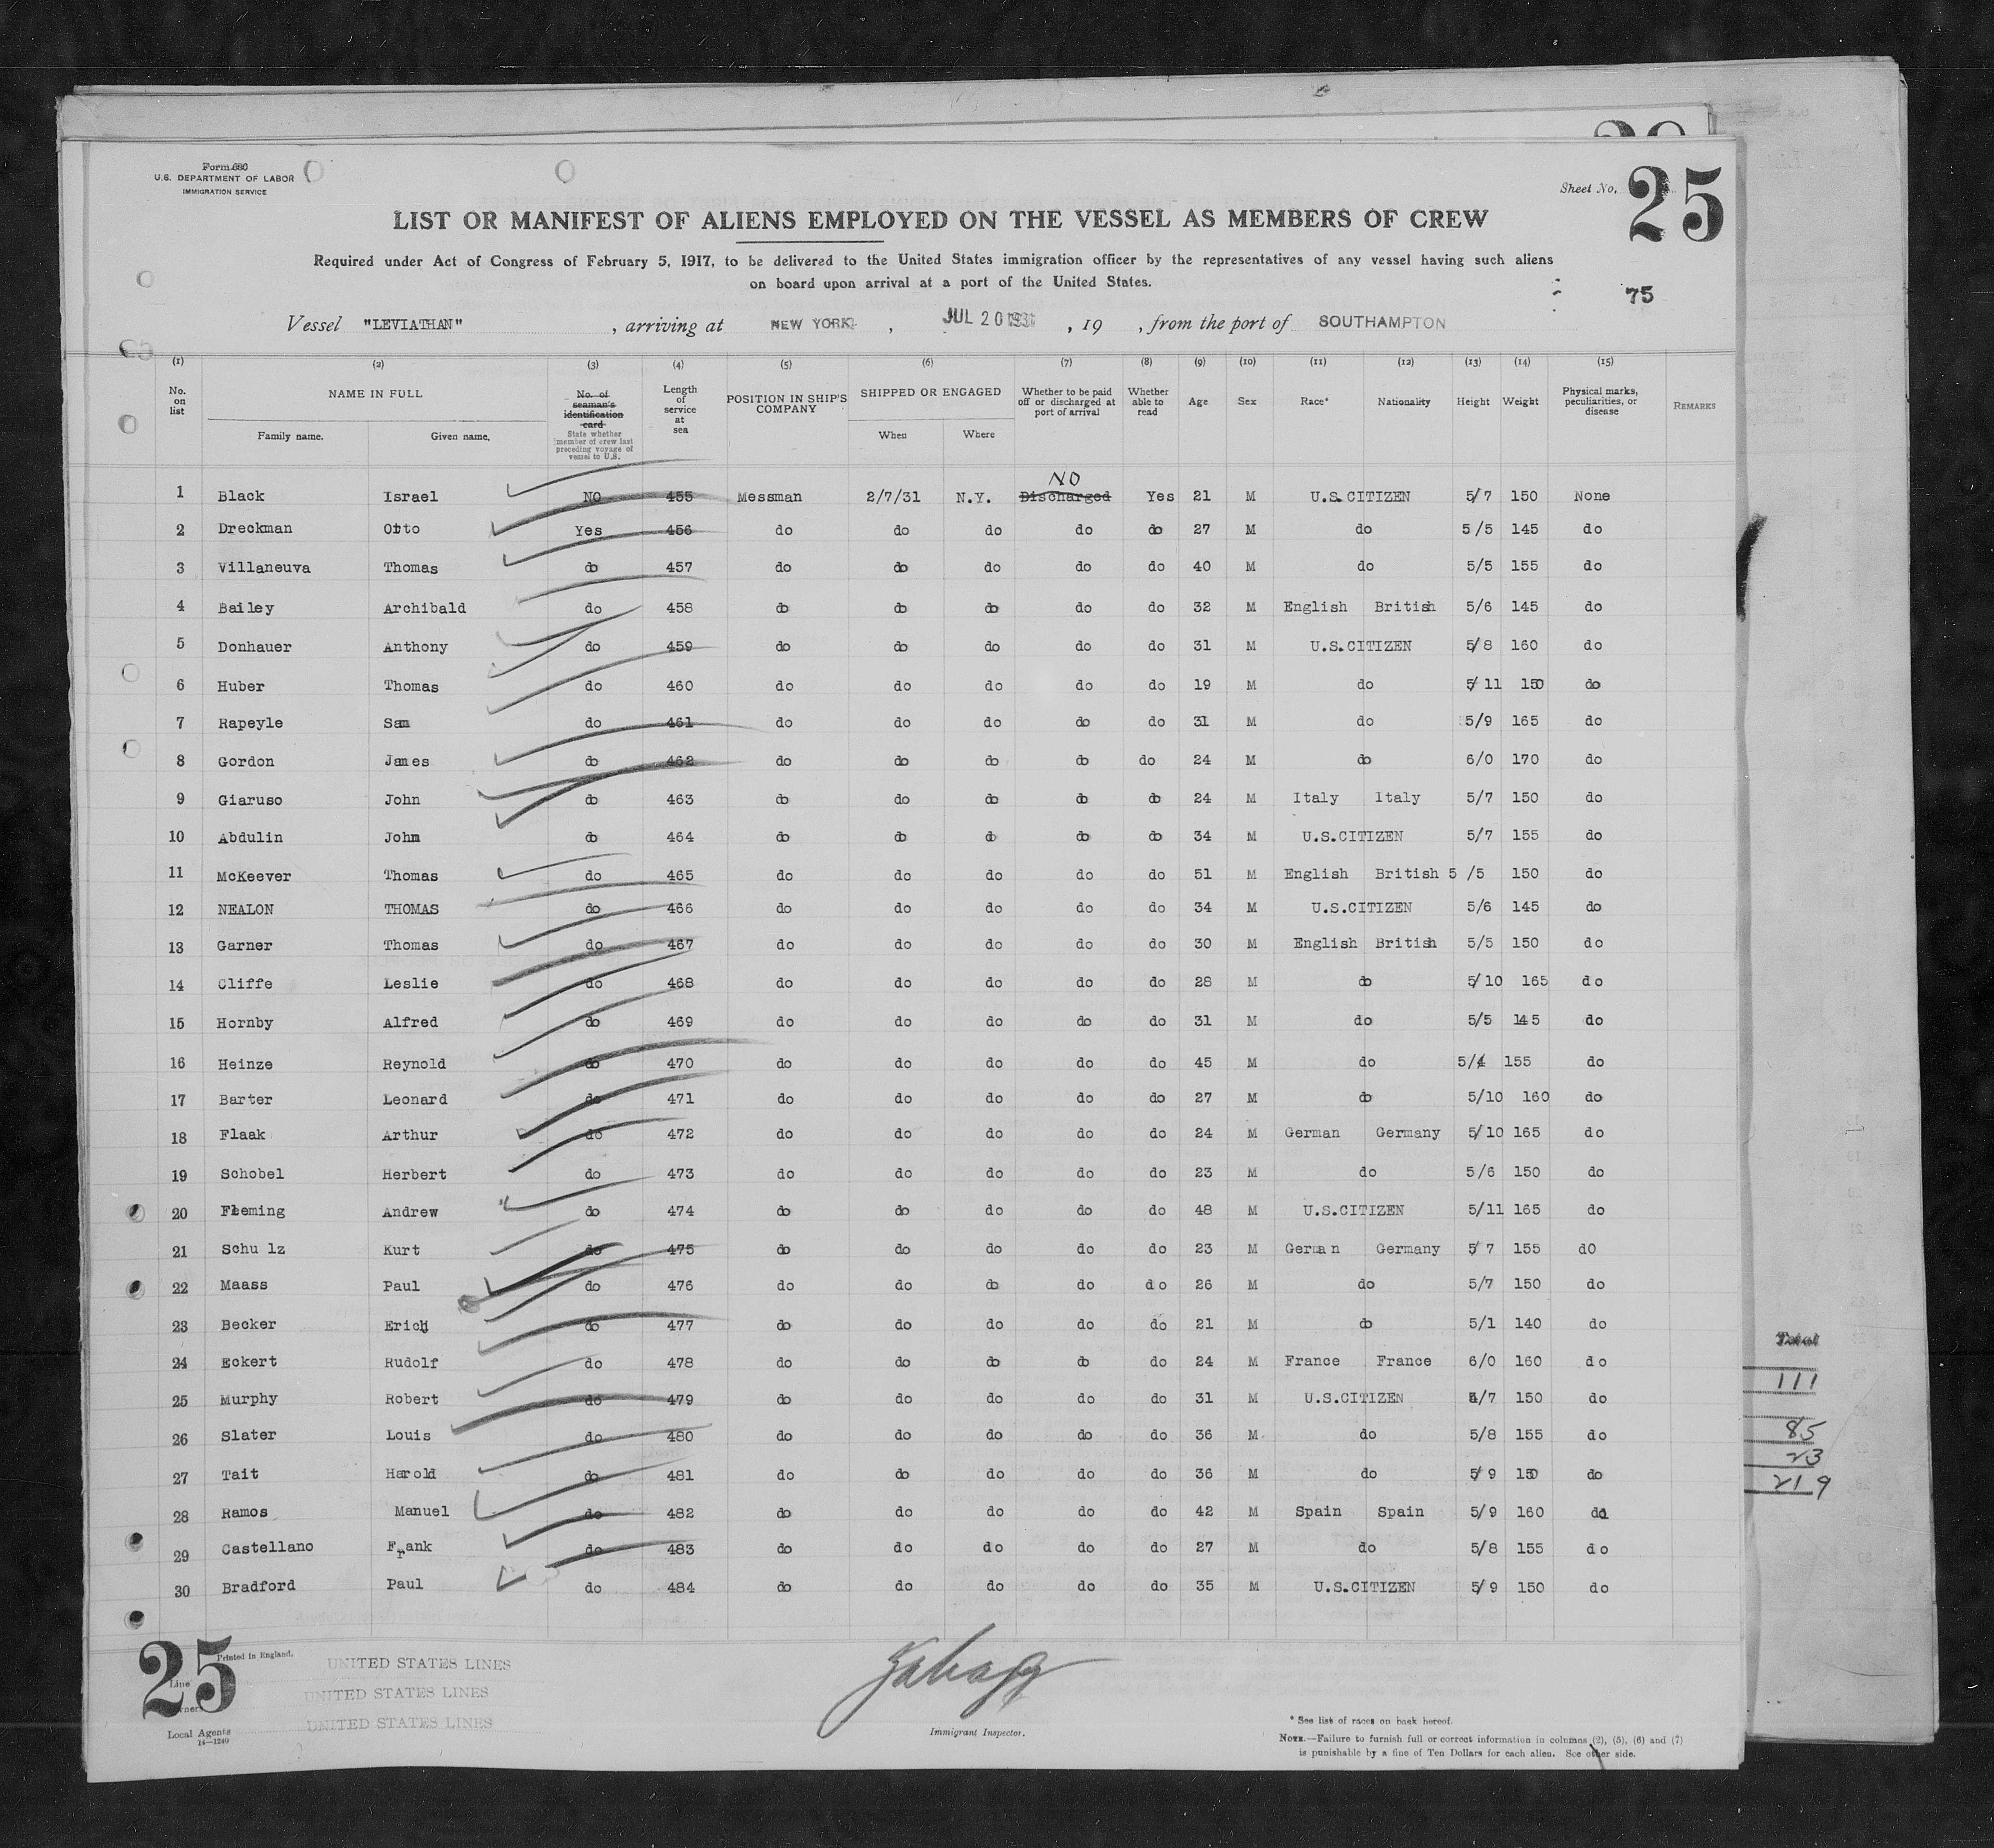 Form 680
U.S. DEPARTMENT OF LABOR
IMMIGRATION SERVICE
Sheet No. 25
LIST OR MANIFEST OF ALIENS EMPLOYED ON THE VESSEL AS MEMBERS OF CREW
Required under Act of Congress of February 5, 1917, to be delivered to the United States immigration officer by the representatives of any vessel having such aliens
on board upon arrival at a port of the United States.
75
Vessel "LEVIATHAN" , arriving at NEW YORK , JUL 20 1931 , 19 , from the port of SOUTHAMPTON
(1) (2) (3) (4) (5) (6) (7) (8) (9) (10) (11) (12) (13) (14) (15)
No. on list NAME IN FULL Family name. Given name. No. of seaman's identification card State whether member of crew last preceding voyage of vessel to U.S. Length of service at sea POSITION IN SHIP'S COMPANY SHIPPED OR ENGAGED When Where Whether to be paid off or discharged at port of arrival Whether able to read Age Sex Race* Nationality Height Weight Physical marks, peculiarities, or disease REMARKS
NO
1 Black Israel NO 455 Messman 2/7/31 N.Y. Discharged Yes 21 M U.S.CITIZEN 5/7 150 None
2 Dreckman Otto Yes 456 do do do do do 27 M do 5/5 145 do
3 Villaneuva Thomas do 457 do do do do do 40 M do 5/5 155 do
4 Bailey Archibald do 458 do do do do do 32 M English British 5/6 145 do
5 Donhauer Anthony do 459 do do do do do 31 M U.S.CITIZEN 5/8 160 do
6 Huber Thomas do 460 do do do do do 19 M do 5/11 150 do
7 Rapeyle Sam do 461 do do do do do 31 M do 5/9 165 do
8 Gordon James do 462 do do do do do 24 M do 6/0 170 do
9 Giaruso John do 463 do do do do do 24 M Italy Italy 5/7 150 do
10 Abdulin John do 464 do do do do do 34 M U.S.CITIZEN 5/7 155 do
11 McKeever Thomas do 465 do do do do do 51 M English British 5 /5 150 do
12 NEALON THOMAS do 466 do do do do do 34 M U.S.CITIZEN 5/6 145 do
13 Garner Thomas do 467 do do do do do 30 M English British 5/5 150 do
14 Cliffe Leslie do 468 do do do do do 28 M do 5/10 165 do
15 Hornby Alfred do 469 do do do do do 31 M do 5/5 145 do
16 Heinze Reynold do 470 do do do do do 45 M do 5/4 155 do
17 Barter Leonard do 471 do do do do do 27 M do 5/10 160 do
18 Flaak Arthur do 472 do do do do do 24 M German Germany 5/10 165 do
19 Schobel Herbert do 473 do do do do do 23 M do 5/6 150 do
20 Fleming Andrew do 474 do do do do do 48 M U.S.CITIZEN 5/11 165 do
21 Schu lz Kurt do 475 do do do do do 23 M German Germany 5 7 155 dO
22 Maass Paul do 476 do do do do do 26 M do 5/7 150 do
23 Becker Erich do 477 do do do do do 21 M do 5/1 140 do
24 Eckert Rudolf do 478 do do do do do 24 M France France 6/0 160 do
25 Murphy Robert do 479 do do do do do 31 M U.S.CITIZEN /7 150 do
26 Slater Louis do 480 do do do do do 36 M do 5/8 155 do
27 Tait Harold do 481 do do do do do 36 M do 5/9 150 do
28 Ramos Manuel do 482 do do do do do 42 M Spain Spain 5/9 160 do
29 Castellano Frank do 483 do do do do do 27 M do 5/8 155 do
30 Bradford Paul do 484 do do do do do 35 M U.S.CITIZEN 5/9 150 do
Total
111
85
23
219
25
Printed in England.
Line UNITED STATES LINES
Owners UNITED STATES LINES
Local Agents UNITED STATES LINES
14—1240
Immigrant Inspector.
* See list of races on back hereof.
NOTE.—Failure to furnish full or correct information in columns (2), (5), (6) and (7)
is punishable by a fine of Ten Dollars for each alien. See other side.